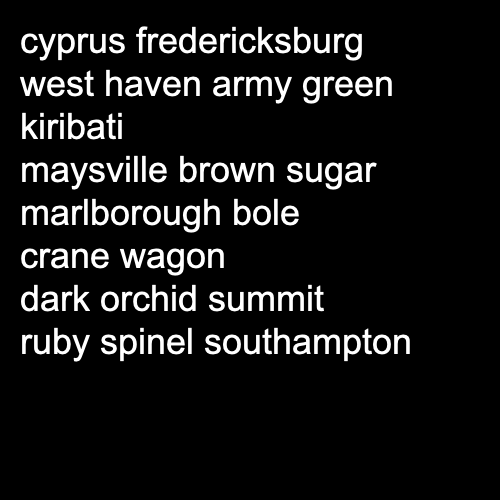 cyprus fredericksburg
west haven army green
kiribati
maysville brown sugar
marlborough bole
crane wagon
dark orchid summit
ruby spinel southampton